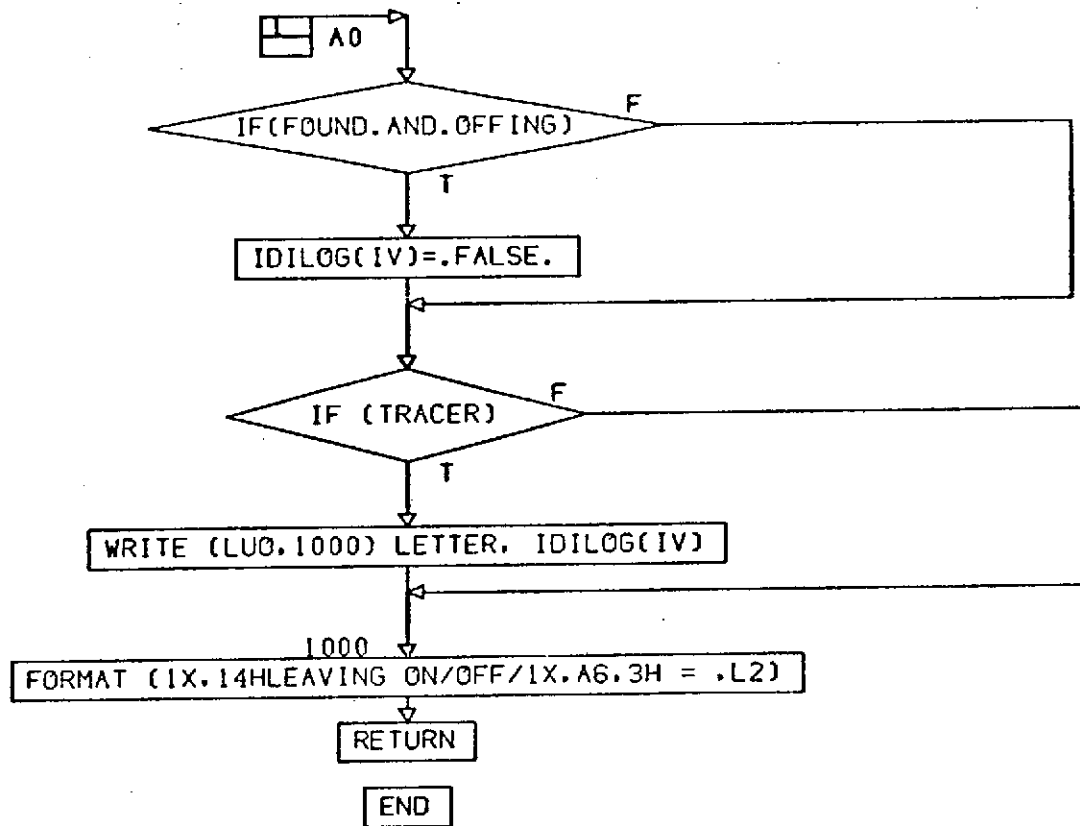 A0
IF(FOUND.AND.OFFING)
F
T
IDILOG(IV)=.FALSE.
IF (TRACER)
F
T
WRITE (LUO,1000) LETTER, IDILOG(IV)
1000
FORMAT (1X,14HLEAVING ON/OFF/1X,A6,3H = ,L2)
RETURN
END